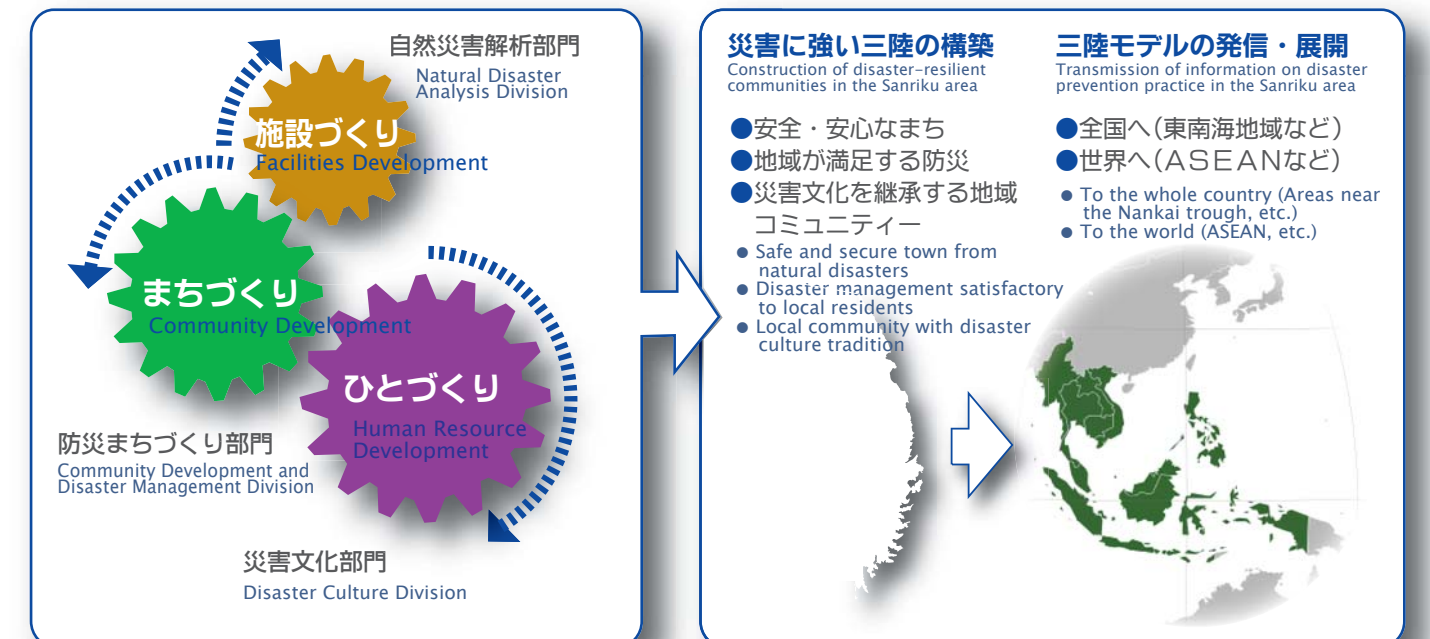 自然災害解析部門
Natural Disaster
Analysis Division
施設づくり
Facilities Development
まちづくり
Community Development
ひとづくり
Human Resource
Development
防災まちづくり部門
Community Development and
Disaster Management Division
災害文化部門
Disaster Culture Division
災害に強い三陸の構築
Construction of disaster-resilient
communities in the Sanriku area
●安全・安心なまち
●地域が満足する防災
●災害文化を継承する地域
コミュニティー
● Safe and secure town from
natural disasters
● Disaster management satisfactory
to local residents
● Local community with disaster
culture tradition
三陸モデルの発信・展開
Transmission of information on disaster
prevention practice in the Sanriku area
●全国へ(東南海地域など)
●世界へ(ASEANなど)
● To the whole country (Areas near
the Nankai trough, etc.)
● To the world (ASEAN, etc.)